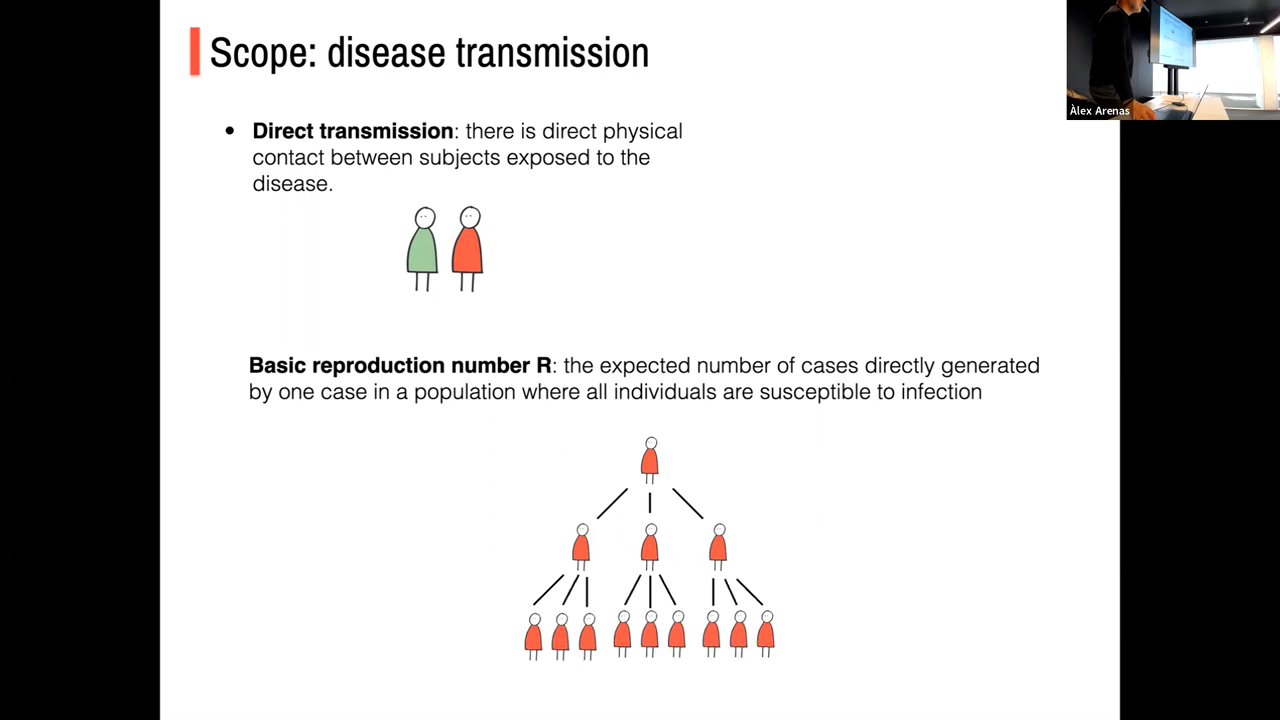 Scope: disease transmission
Àlex Arenas
• Direct transmission: there is direct physical
contact between subjects exposed to the
disease.
Basic reproduction number R: the expected number of cases directly generated
by one case in a population where all individuals are susceptible to infection